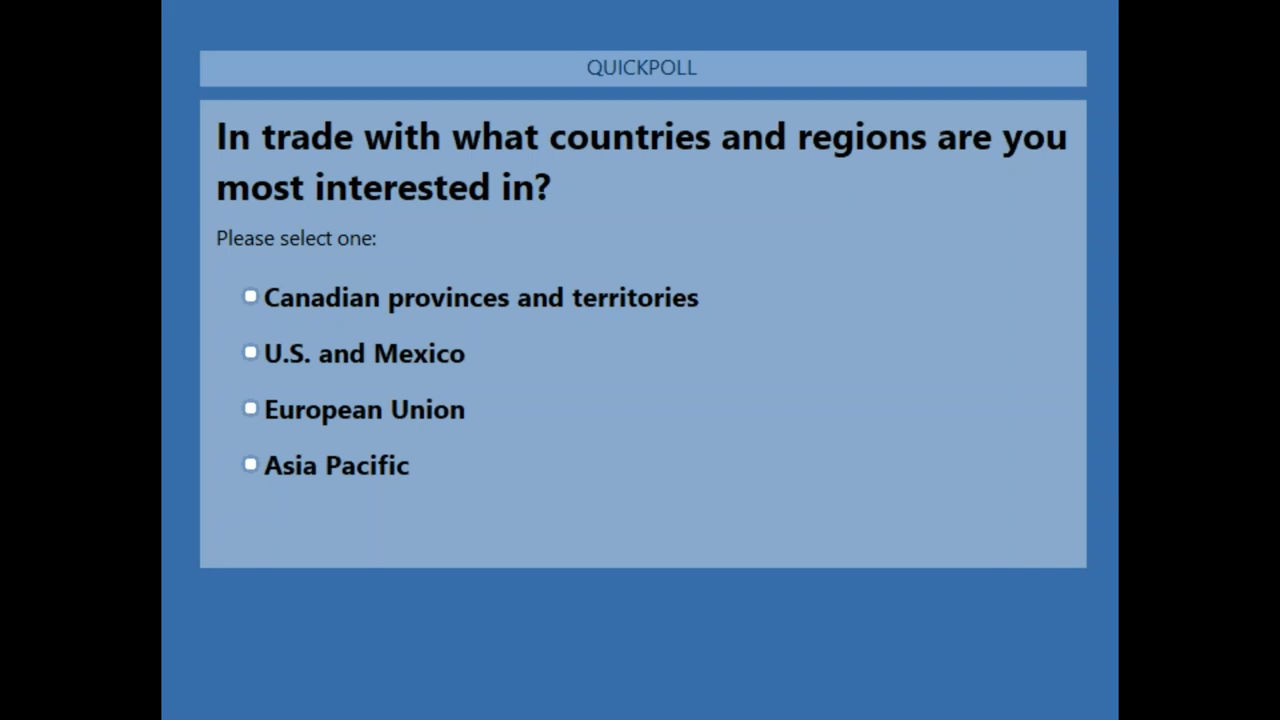 QUICKPOLL
In trade with what countries and regions are you
most interested in?
Please select one:
Canadian provinces and territories
U.S. and Mexico
European Union
Asia Pacific